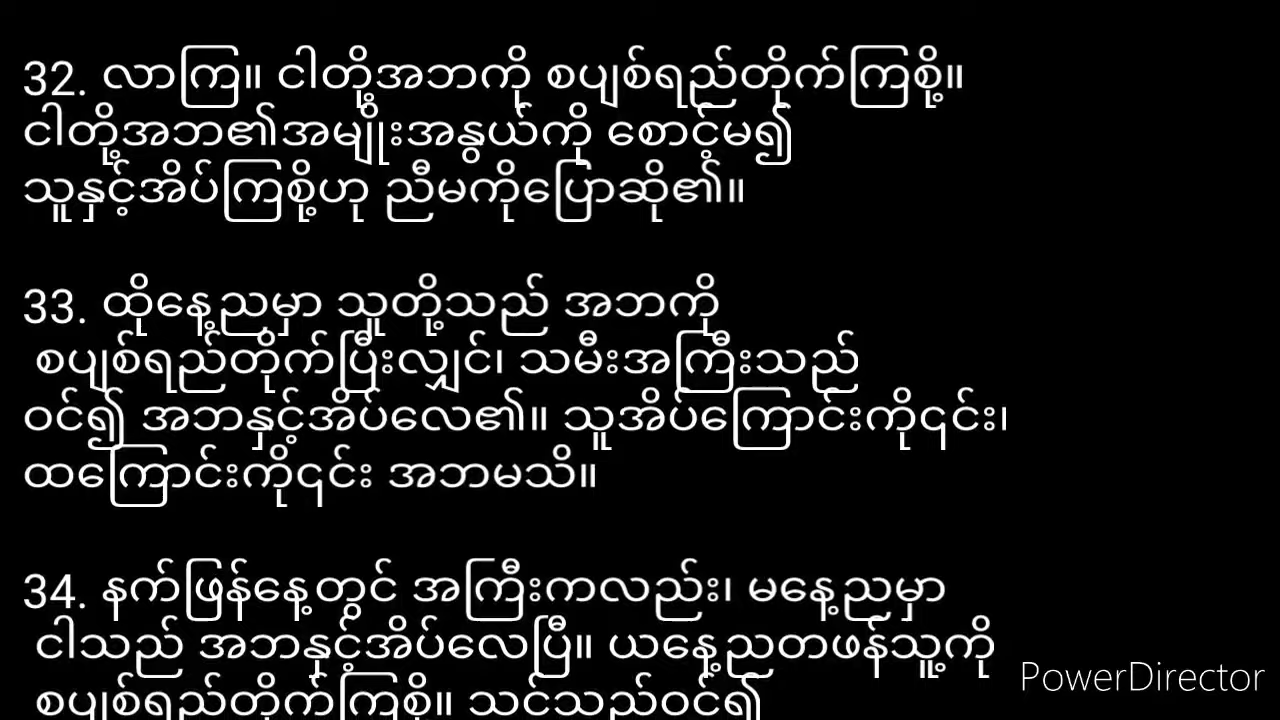 32. လာကြ။ ငါတို့အဘကို စပျစ်ရည်တိုက်ကြစို့။
ငါတို့အဘ၏အမျိုးအနွယ်ကို စောင့်မ၍
သူနှင့်အိပ်ကြစို့ဟု ညီမကိုပြောဆို၏။
33. ထိုနေ့ညမှာ သူတို့သည် အဘကို
စပျစ်ရည်တိုက်ပြီးလျှင်၊ သမီးအကြီးသည်
ဝင်၍ အဘနှင့်အိပ်လေ၏။ သူအိပ်ကြောင်းကို၎င်း၊
ထကြောင်းကို၎င်း အဘမသိ။
34. နက်ဖြန်နေ့တွင် အကြီးကလည်း၊ မနေ့ညမှာ
ငါသည် အဘနှင့်အိပ်လေပြီ။ ယနေ့ညတဖန်သူ့ကို
စပျစ်ရည်တိုက်ကြစို့။ သင်သည်ဝင်၍
PowerDirector